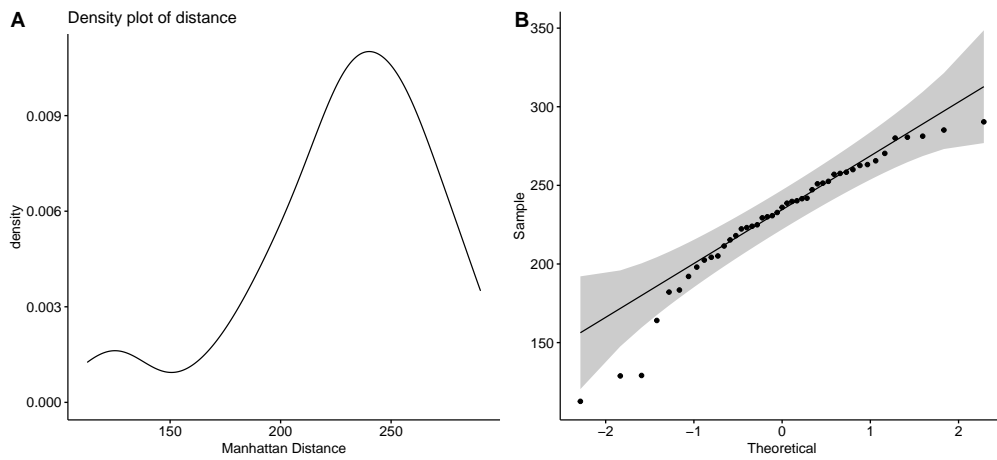 A
Density plot of distance
density
0.009
0.006
0.003
0.000
150 200 250
Manhattan Distance
B
Sample
350
300
250
200
150
−2 −1 0 1 2
Theoretical